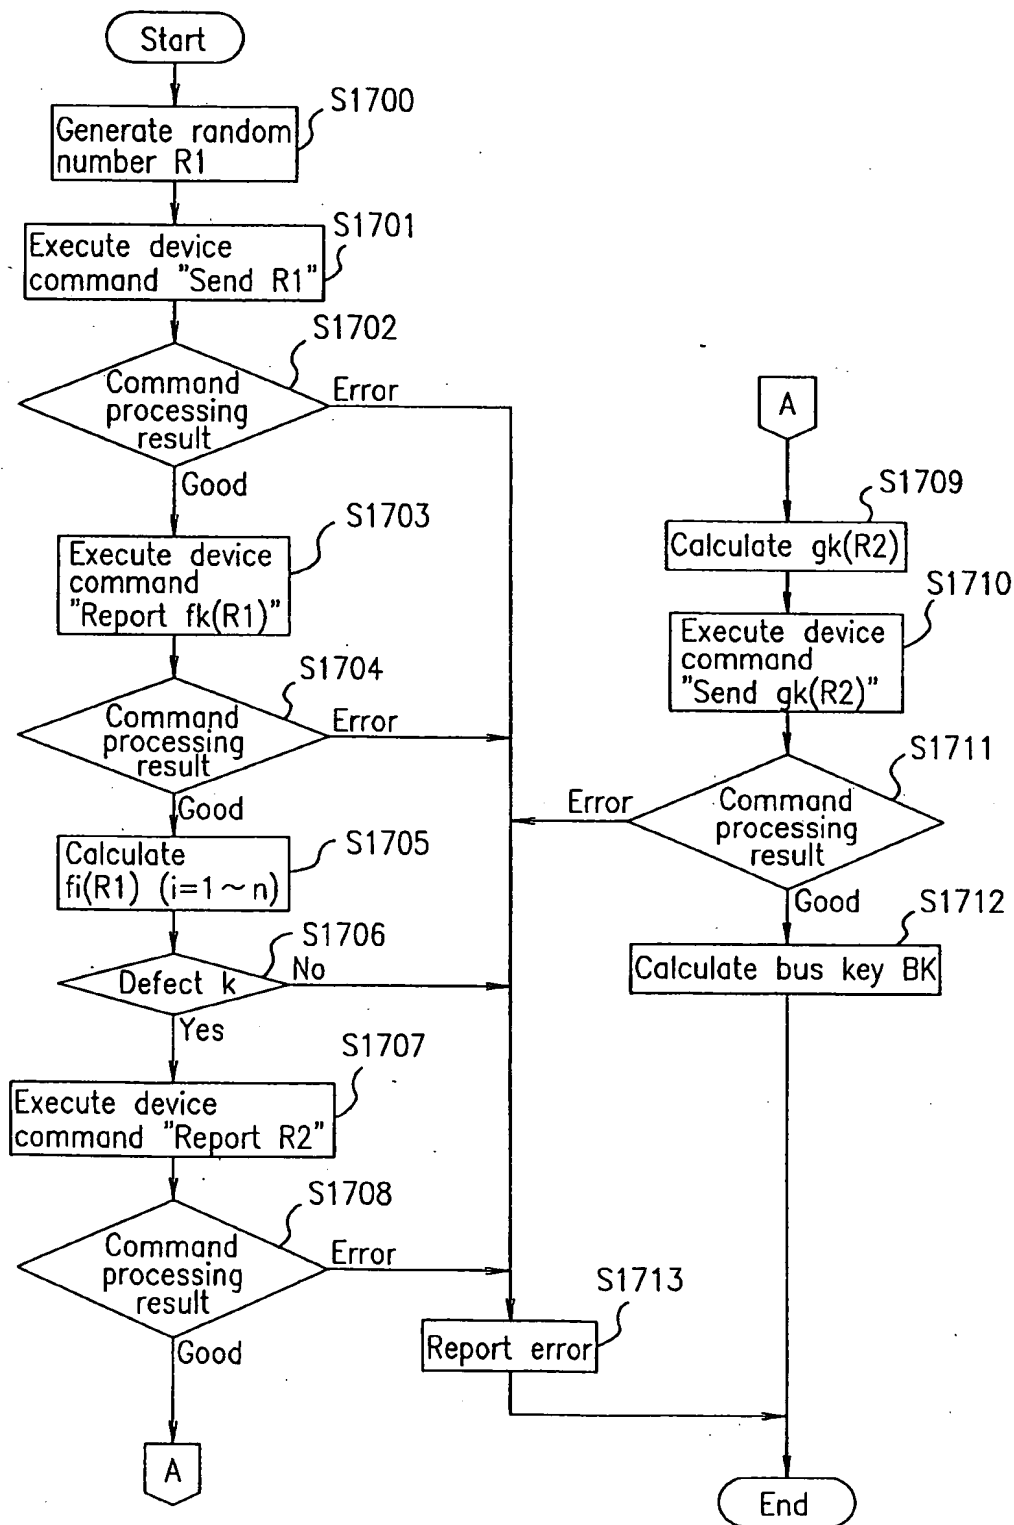 Start
S1700
Generate random
number R1
S1701
Execute device
command "Send R1"
S1702
Command
processing
result
Error
Good
S1703
Execute device
command
"Report fk(R1)"
S1704
Command
processing
result
Error
Good
S1705
Calculate
fi(R1) (i=1~n)
S1706
Defect k
No
Yes
S1707
Execute device
command "Report R2"
S1708
Command
processing
result
Error
Good
A
A
S1709
Calculate gk(R2)
S1710
Execute device
command
"Send gk(R2)"
S1711
Command
processing
result
Error
Good
S1712
Calculate bus key BK
S1713
Report error
End